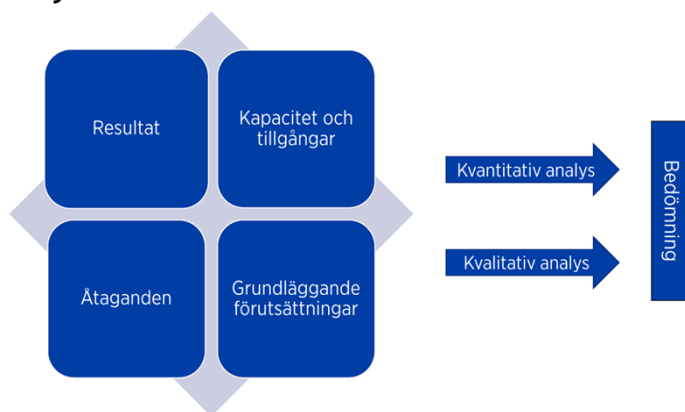 Resultat
Kapacitet och
tillgångar
Åtaganden
Grundläggande
förutsättningar
Kvantitativ analys
Kvalitativ analys
Bedömning